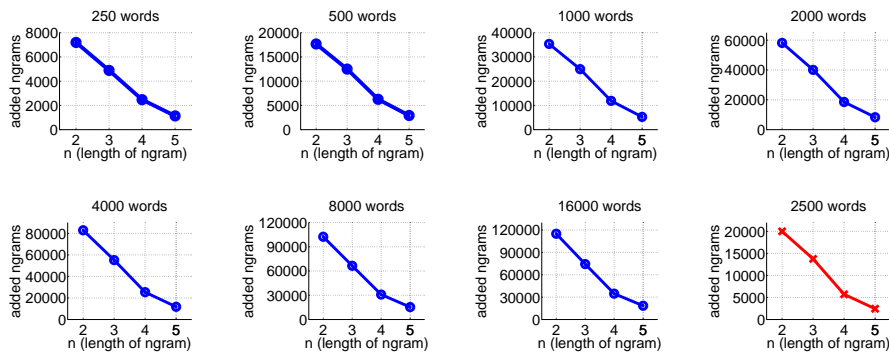 250 words
8000
6000
4000
2000
0
added ngrams
2 3 4 5
n (length of ngram)
500 words
20000
15000
10000
5000
0
added ngrams
2 3 4 5
n (length of ngram)
1000 words
40000
30000
20000
10000
0
added ngrams
2 3 4 5
n (length of ngram)
2000 words
60000
40000
20000
0
added ngrams
2 3 4 5
n (length of ngram)
4000 words
80000
60000
40000
20000
0
added ngrams
2 3 4 5
n (length of ngram)
8000 words
120000
90000
60000
30000
0
added ngrams
2 3 4 5
n (length of ngram)
16000 words
120000
90000
60000
30000
0
added ngrams
2 3 4 5
n (length of ngram)
2500 words
20000
15000
10000
5000
0
added ngrams
2 3 4 5
n (length of ngram)